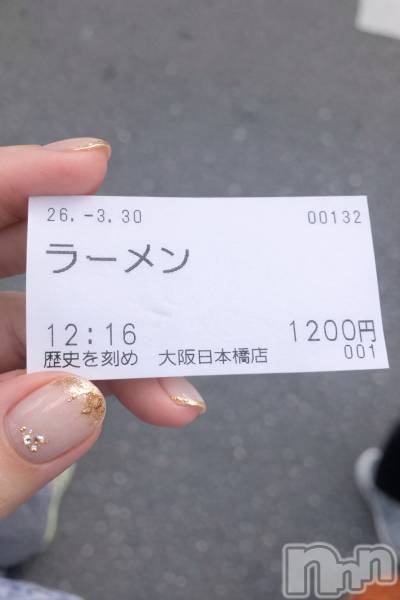 26.-3.30 00132
ラーメン
12:16 1200円
歴史を刻め 大阪日本橋店 001
nnn